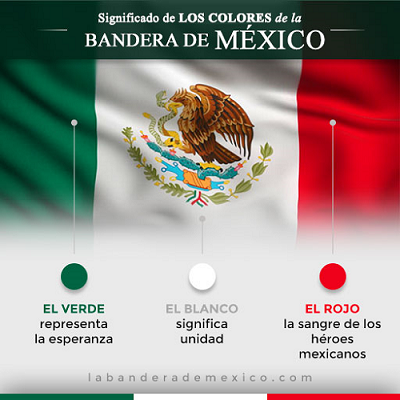 Significado de LOS COLORES de la
BANDERA DE MÉXICO
EL VERDE
representa
la esperanza
EL BLANCO
significa
unidad
EL ROJO
la sangre de los
héroes
mexicanos
labanderademexico.com